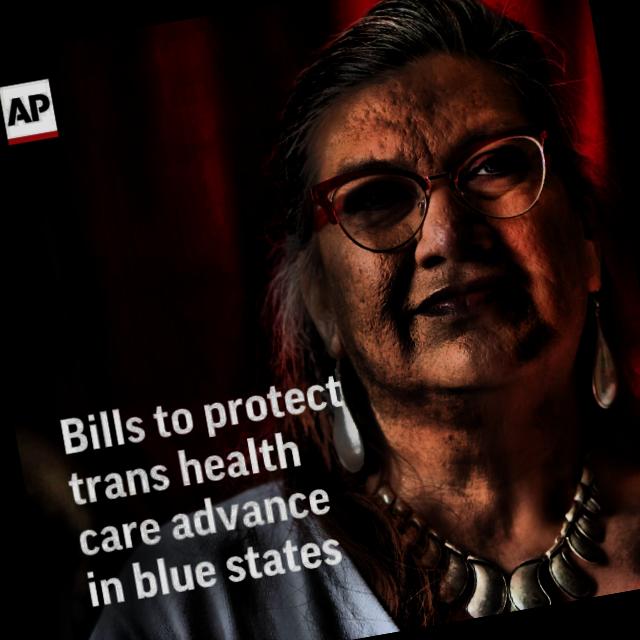 AP
Bills to protect
trans health
care advance
in blue states